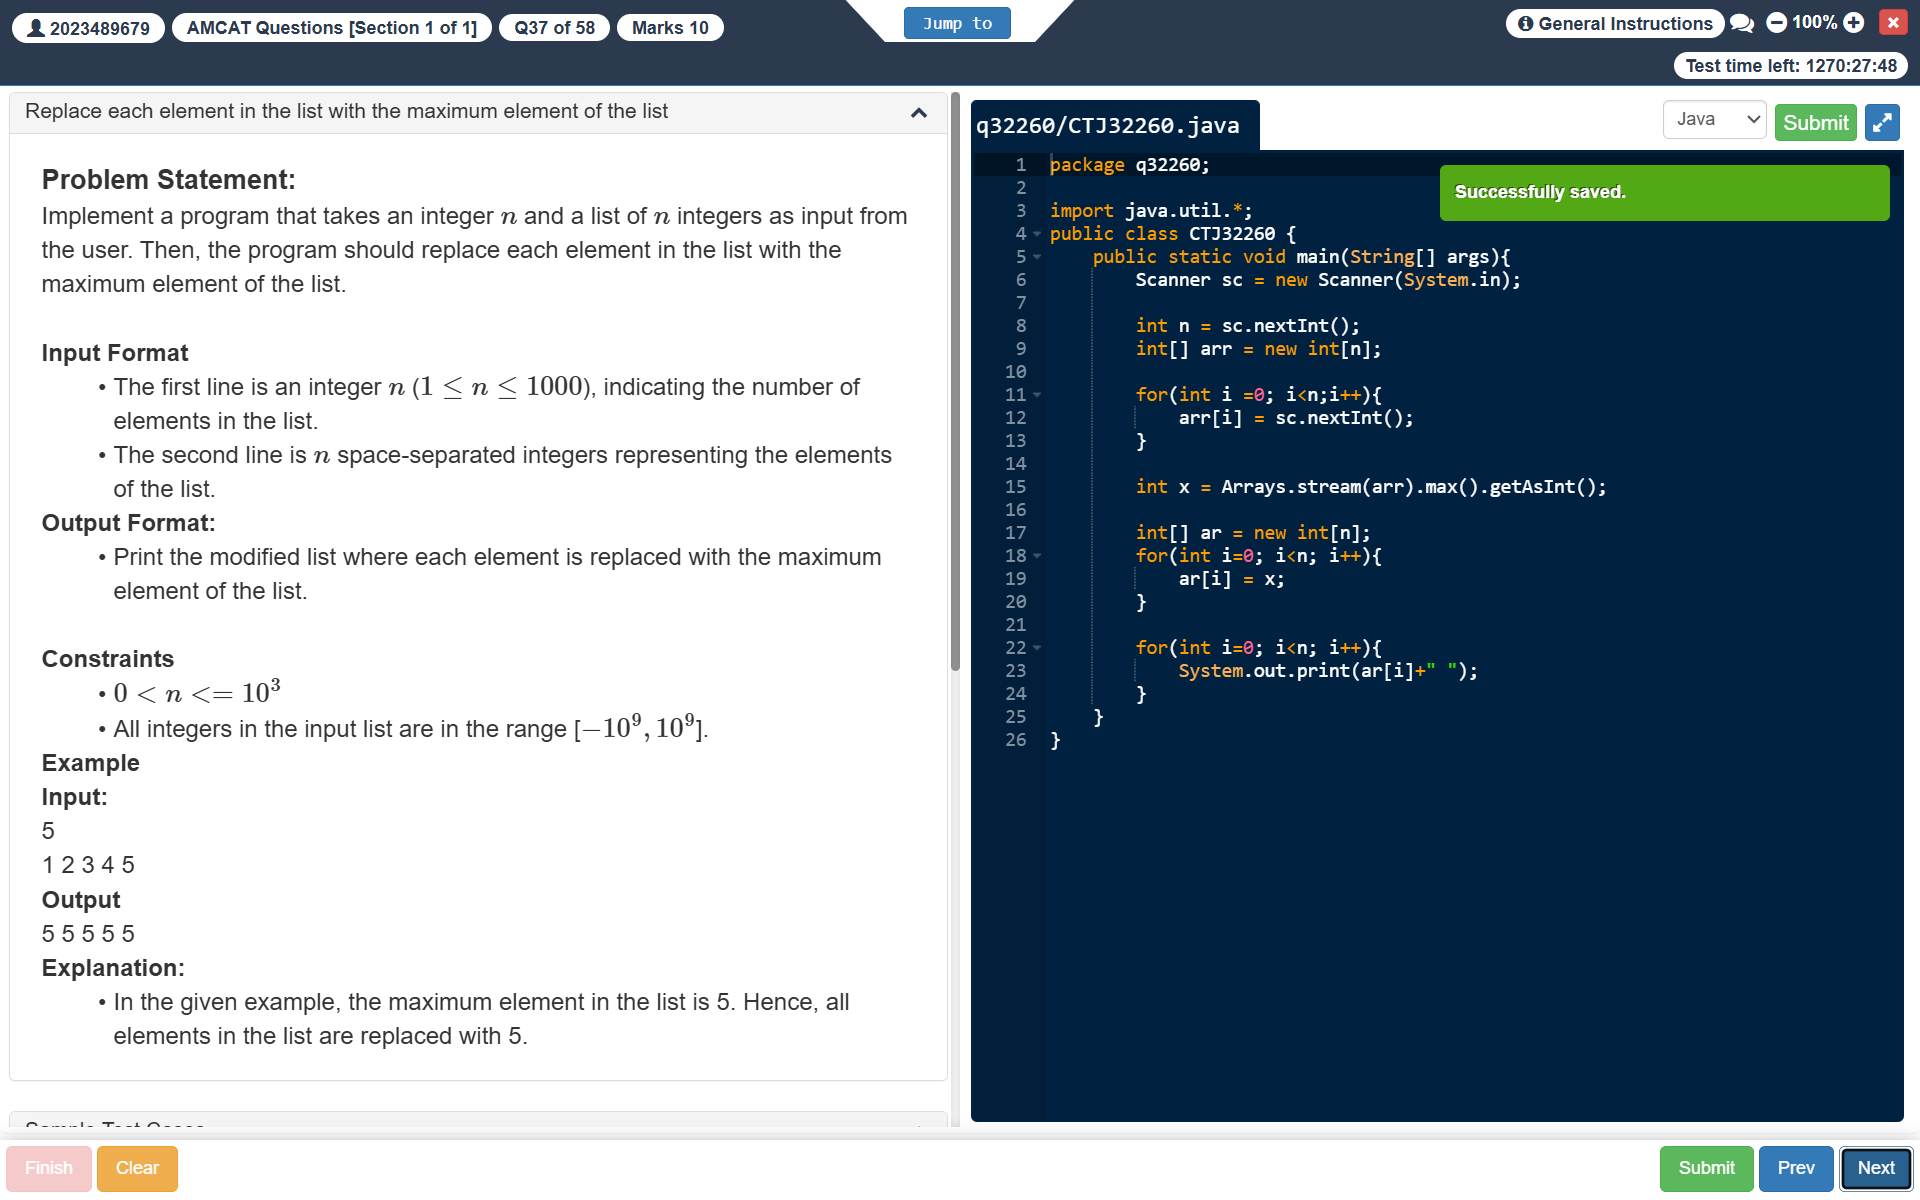 2023489679
AMCAT Questions [Section 1 of 1]
Q37 of 58
Marks 10
Jump to
General Instructions
100%
Test time left: 1270:27:48
Replace each element in the list with the maximum element of the list
Problem Statement:
Implement a program that takes an integer n and a list of n integers as input from
the user. Then, the program should replace each element in the list with the
maximum element of the list.
Input Format
• The first line is an integer n (1 ≤ n ≤ 1000), indicating the number of
elements in the list.
• The second line is n space-separated integers representing the elements
of the list.
Output Format:
• Print the modified list where each element is replaced with the maximum
element of the list.
Constraints
• 0 < n <= 10³
• All integers in the input list are in the range [−10⁹, 10⁹].
Example
Input:
5
1 2 3 4 5
Output
5 5 5 5 5
Explanation:
• In the given example, the maximum element in the list is 5. Hence, all
elements in the list are replaced with 5.
Sample Test Cases
q32260/CTJ32260.java
Java
Submit
Successfully saved.
1 package q32260;
2
3 import java.util.*;
4 public class CTJ32260 {
5     public static void main(String[] args){
6         Scanner sc = new Scanner(System.in);
7
8         int n = sc.nextInt();
9         int[] arr = new int[n];
10
11         for(int i =0; i<n;i++){
12             arr[i] = sc.nextInt();
13         }
14
15         int x = Arrays.stream(arr).max().getAsInt();
16
17         int[] ar = new int[n];
18         for(int i=0; i<n; i++){
19             ar[i] = x;
20         }
21
22         for(int i=0; i<n; i++){
23             System.out.print(ar[i]+" ");
24         }
25     }
26 }
Finish
Clear
Submit
Prev
Next